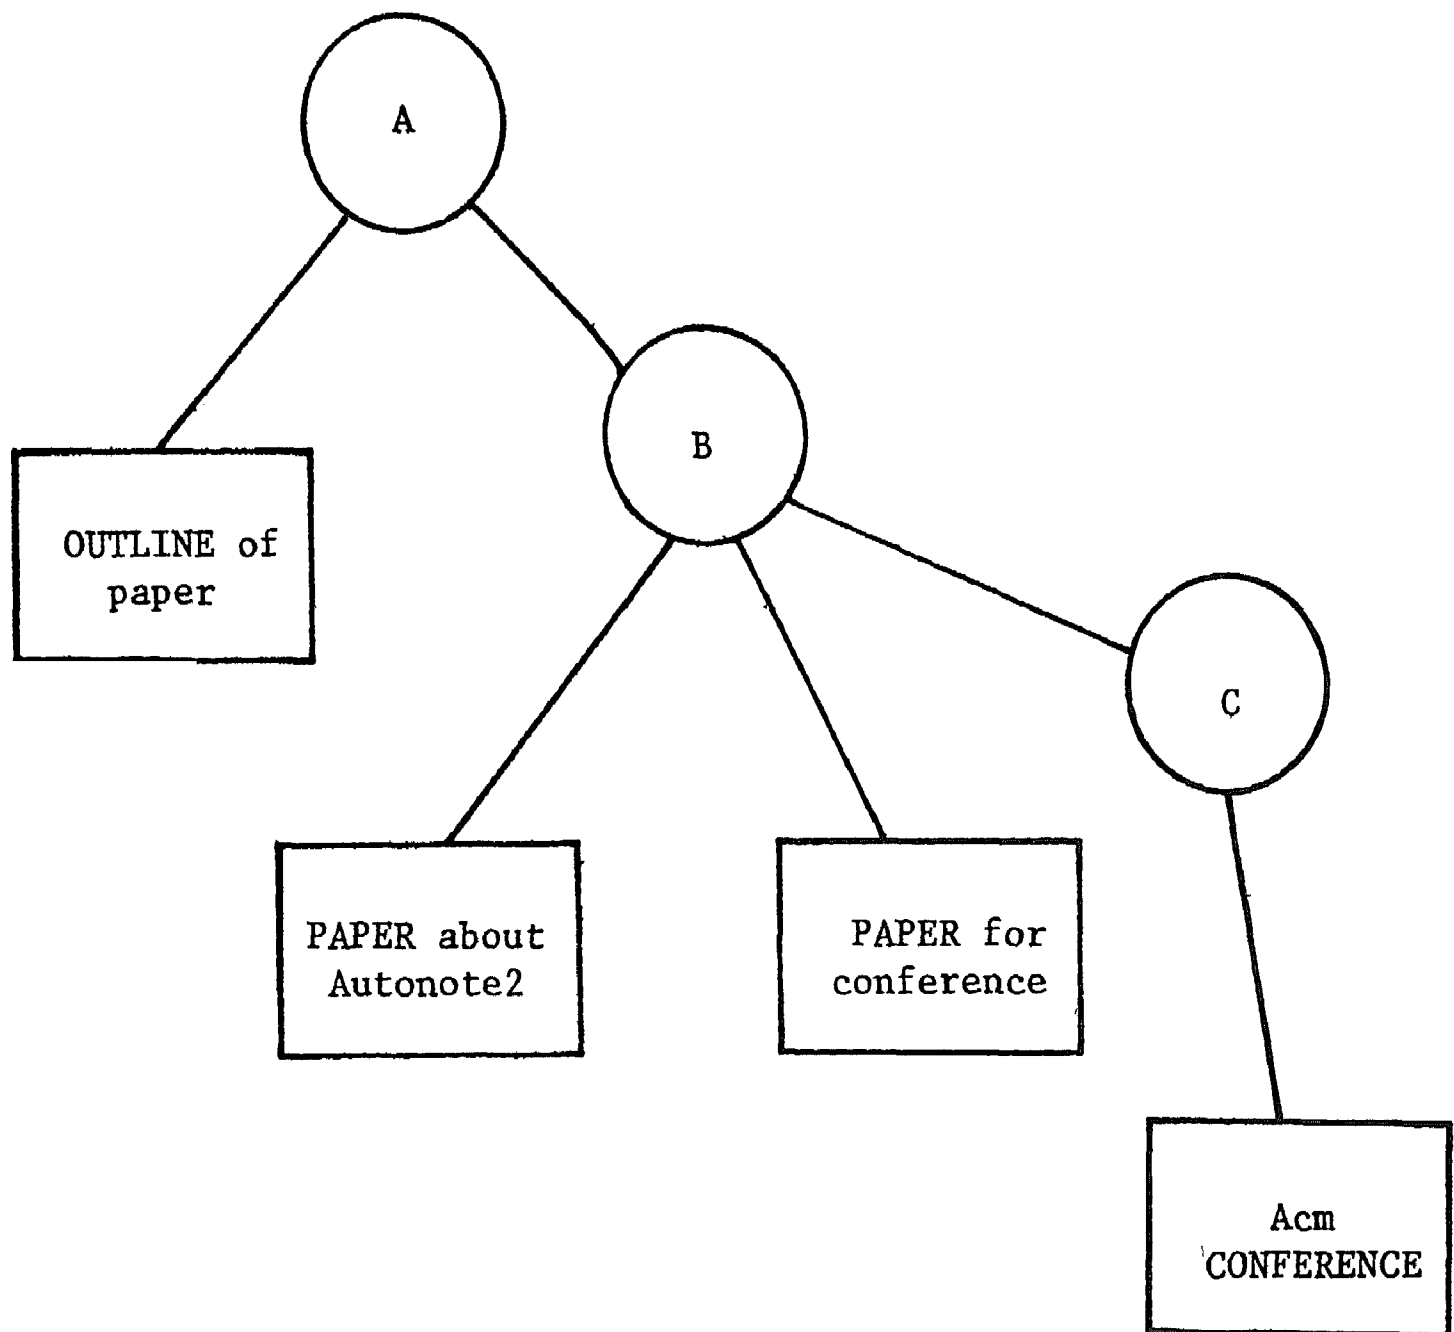 A
B
OUTLINE of
paper
C
PAPER about
Autonote2
PAPER for
conference
Acm
CONFERENCE